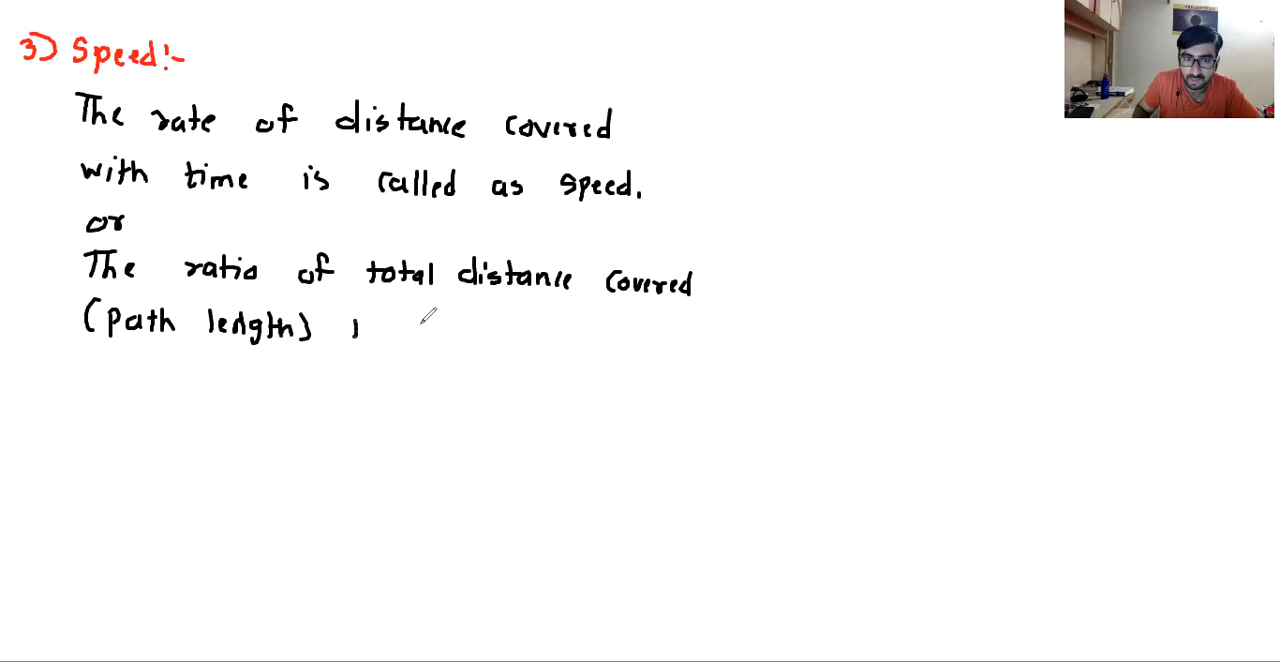 3) Speed:-
The rate of distance covered
with time is called as speed.
or
The ratio of total distance covered
(path length)